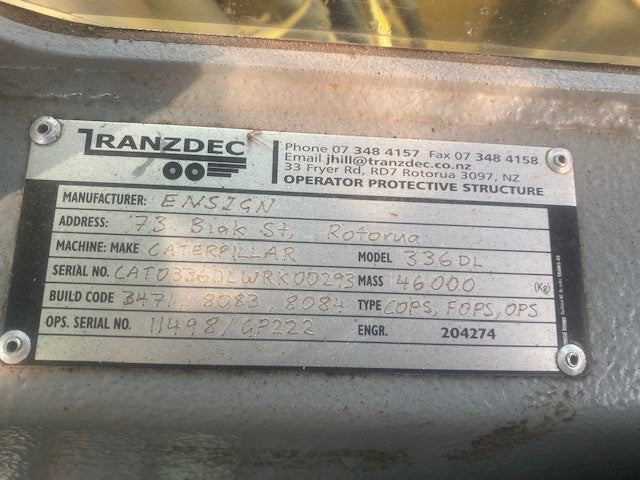 TRANZDEC
Phone 07 348 4157 Fax 07 348 4158
Email jhill@tranzdec.co.nz
33 Fryer Rd, RD7 Rotorua 3097, NZ
OPERATOR PROTECTIVE STRUCTURE
MANUFACTURER: ENSIGN
ADDRESS: 73 Biak St, Rotorua
MACHINE: MAKE CATERPILLAR MODEL 336DL
SERIAL NO. CAT0336DLWRK00293 MASS 46000 (Kg)
BUILD CODE 3471, 8083, 8084 TYPE COPS, FOPS, OPS
OPS. SERIAL NO. 11498/GP222 ENGR. 204274